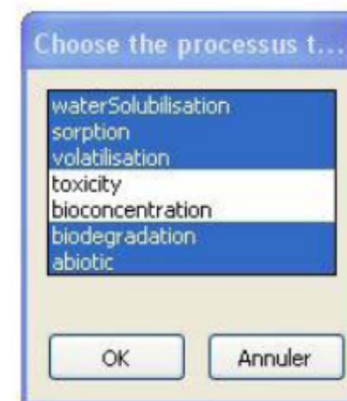 Choose the processus t...
waterSolubilisation
sorption
volatilisation
toxicity
bioconcentration
biodegradation
abiotic
OK Annuler